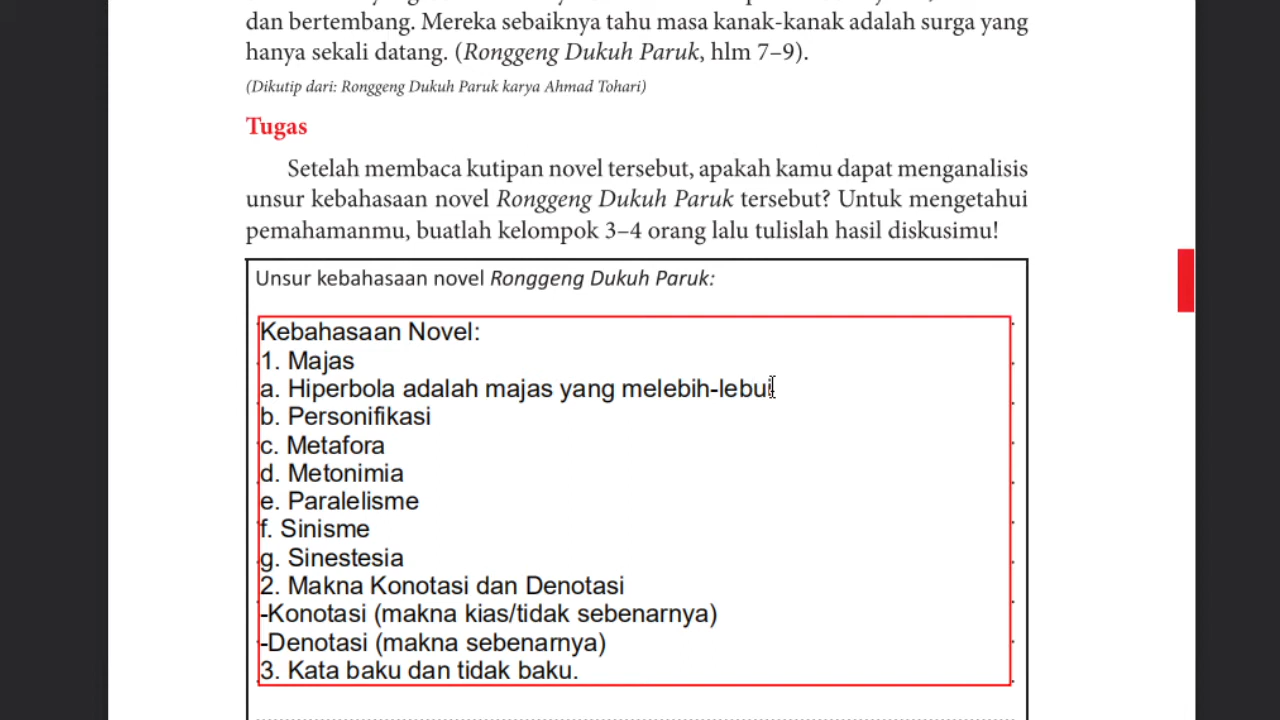 dan bertembang. Mereka sebaiknya tahu masa kanak-kanak adalah surga yang
hanya sekali datang. (Ronggeng Dukuh Paruk, hlm 7–9).
(Dikutip dari: Ronggeng Dukuh Paruk karya Ahmad Tohari)
Tugas
Setelah membaca kutipan novel tersebut, apakah kamu dapat menganalisis
unsur kebahasaan novel Ronggeng Dukuh Paruk tersebut? Untuk mengetahui
pemahamanmu, buatlah kelompok 3–4 orang lalu tulislah hasil diskusimu!
Unsur kebahasaan novel Ronggeng Dukuh Paruk:
Kebahasaan Novel:
1. Majas
a. Hiperbola adalah majas yang melebih-lebui
b. Personifikasi
c. Metafora
d. Metonimia
e. Paralelisme
f. Sinisme
g. Sinestesia
2. Makna Konotasi dan Denotasi
-Konotasi (makna kias/tidak sebenarnya)
-Denotasi (makna sebenarnya)
3. Kata baku dan tidak baku.